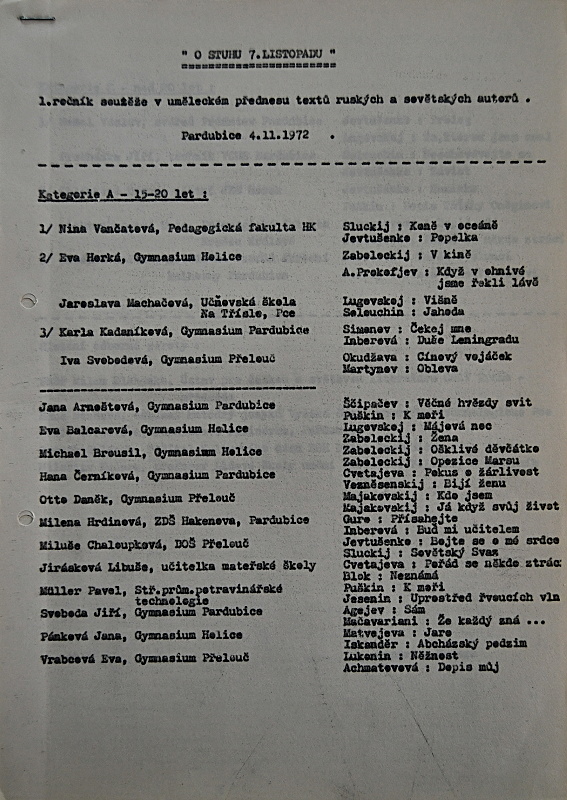 " O STUHU 7.LISTOPADU "
1.ročník soutěže v uměleckém přednesu textů ruských a sovětských autorů .
Pardubice 4.11.1972 .
Kategorie A - 15-20 let :
1/ Nina Vančatová, Pedagogická fakulta HK Sluckij : Koně v oceáně
Jevtušenko : Popelka
2/ Eva Horká, Gymnasium Holice Zabolockij : V kině
A.Prokofjev : Když v ohnivé
jsme řekli lávě
Jaroslava Machačová, Učňovská škola Lugovskoj : Višně
Na Třísle, Pce Solouchin : Jahoda
3/ Karla Kadaníková, Gymnasium Pardubice Simonov : Čekej mne
Inberová : Duše Leningradu
Iva Svobodová, Gymnasium Přelouč Okudžava : Cínový vojáček
Martynov : Olova
Jana Arnoštová, Gymnasium Pardubice Ščipačev : Věčné hvězdy svit
Puškin : K moři
Eva Balcarová, Gymnasium Holice Lugovskoj : Májová noc
Zabolockij : Žena
Michael Brousil, Gymnasium Holice Zabolockij : Ošklivé děvčátko
Zabolockij : Opozice Marsu
Hana Černíková, Gymnasium Pardubice Cvetajeva : Pokus o žárlivost
Vozněsenskij : Bijí ženu
Otto Daněk, Gymnasium Přelouč Majakovskij : Kdo jsem
Majakovskij : Já když svůj život
Milena Hrdinová, ZDŠ Hakenova, Pardubice Guro : Přísahejte
Inberová : Buď mi učitelem
Miluše Chaloupková, DOŠ Přelouč Jevtušenko : Bojte se o mé srdce
Sluckij : Sovětský Svaz
Jirásková Libuše, učitelka mateřské školy Cvetajeva : Pořád se někde ztrác
Blok : Neznámá
Müller Pavel, Stř.prům.potravinářské Puškin : K moři
technologie Jesenin : Uprostřed řvoucích vln
Svoboda Jiří, Gymnasium Pardubice Agejev : Sám
Mačavariani : Že každý zná ...
Pánková Jana, Gymnasium Holice Matvejeva : Jaro
Iskanděr : Abcházský podzim
Vrabcová Eva, Gymnasium Přelouč Lukonin : Něžnost
Achmatovová : Dopis můj